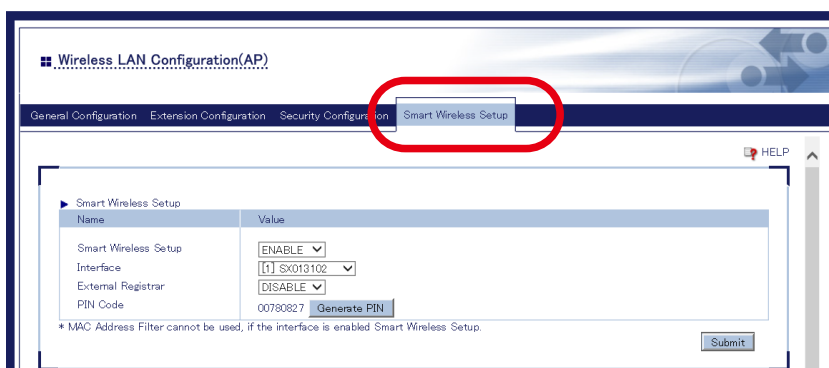 Wireless LAN Configuration(AP)
General Configuration Extension Configuration Security Configuration Smart Wireless Setup
HELP
Smart Wireless Setup
Name Value
Smart Wireless Setup ENABLE
Interface [1] SX013102
External Registrar DISABLE
PIN Code 00780827 Generate PIN
* MAC Address Filter cannot be used, if the interface is enabled Smart Wireless Setup.
Submit